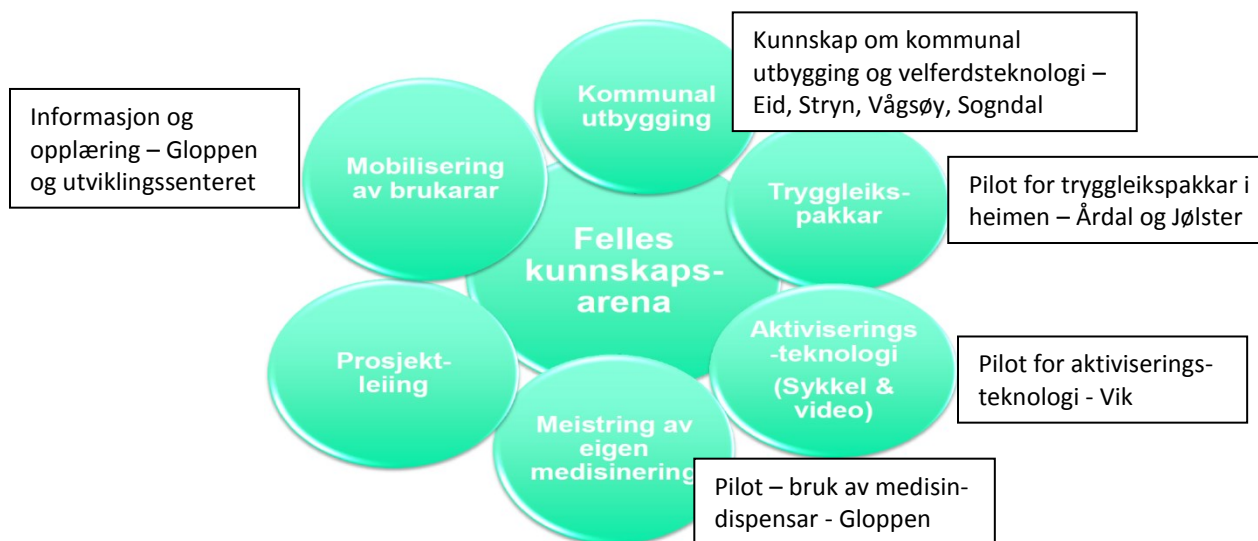 Kommunal
utbygging
Kunnskap om kommunal
utbygging og velferdsteknologi –
Eid, Stryn, Vågsøy, Sogndal
Informasjon og
opplæring – Gloppen
og utviklingssenteret
Mobilisering
av brukarar
Tryggleiks-
pakkar
Pilot for tryggleikspakkar i
heimen – Årdal og Jølster
Felles
kunnskaps-
arena
Prosjekt-
leiing
Aktiviserings
-teknologi
(Sykkel &
video)
Pilot for aktiviserings-
teknologi - Vik
Meistring av
eigen
medisinering
Pilot – bruk av medisin-
dispensar - Gloppen